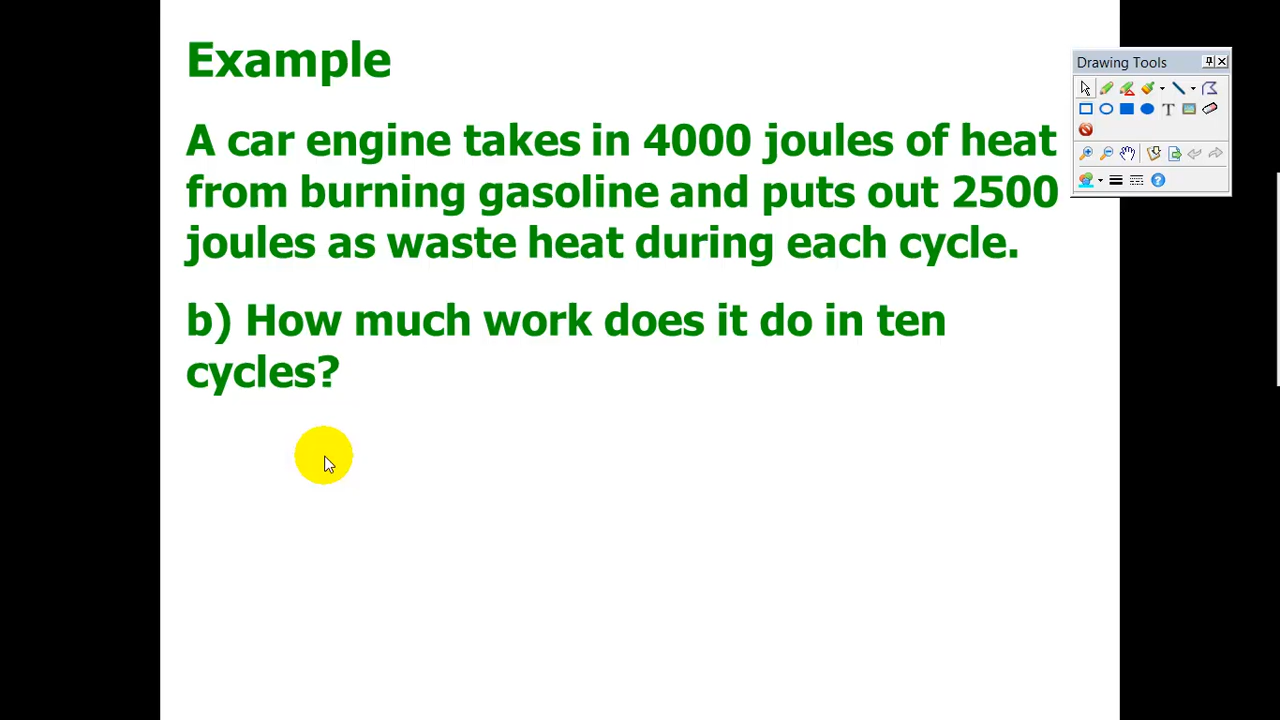 Example
A car engine takes in 4000 joules of heat
from burning gasoline and puts out 2500
joules as waste heat during each cycle.
b) How much work does it do in ten
cycles?
Drawing Tools
T
?